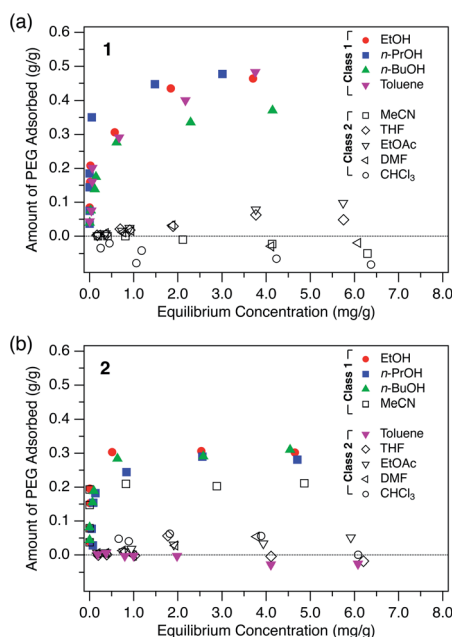 (a)
1
EtOH
n-PrOH
n-BuOH
Toluene
Class 1
MeCN
THF
EtOAc
DMF
CHCl₃
Class 2
Amount of PEG Adsorbed (g/g)
0.6
0.5
0.4
0.3
0.2
0.1
0.0
0.0 1.0 2.0 3.0 4.0 5.0 6.0 7.0 8.0
Equilibrium Concentration (mg/g)
(b)
2
EtOH
n-PrOH
n-BuOH
MeCN
Class 1
Toluene
THF
EtOAc
DMF
CHCl₃
Class 2
Amount of PEG Adsorbed (g/g)
0.6
0.5
0.4
0.3
0.2
0.1
0.0
0.0 1.0 2.0 3.0 4.0 5.0 6.0 7.0 8.0
Equilibrium Concentration (mg/g)